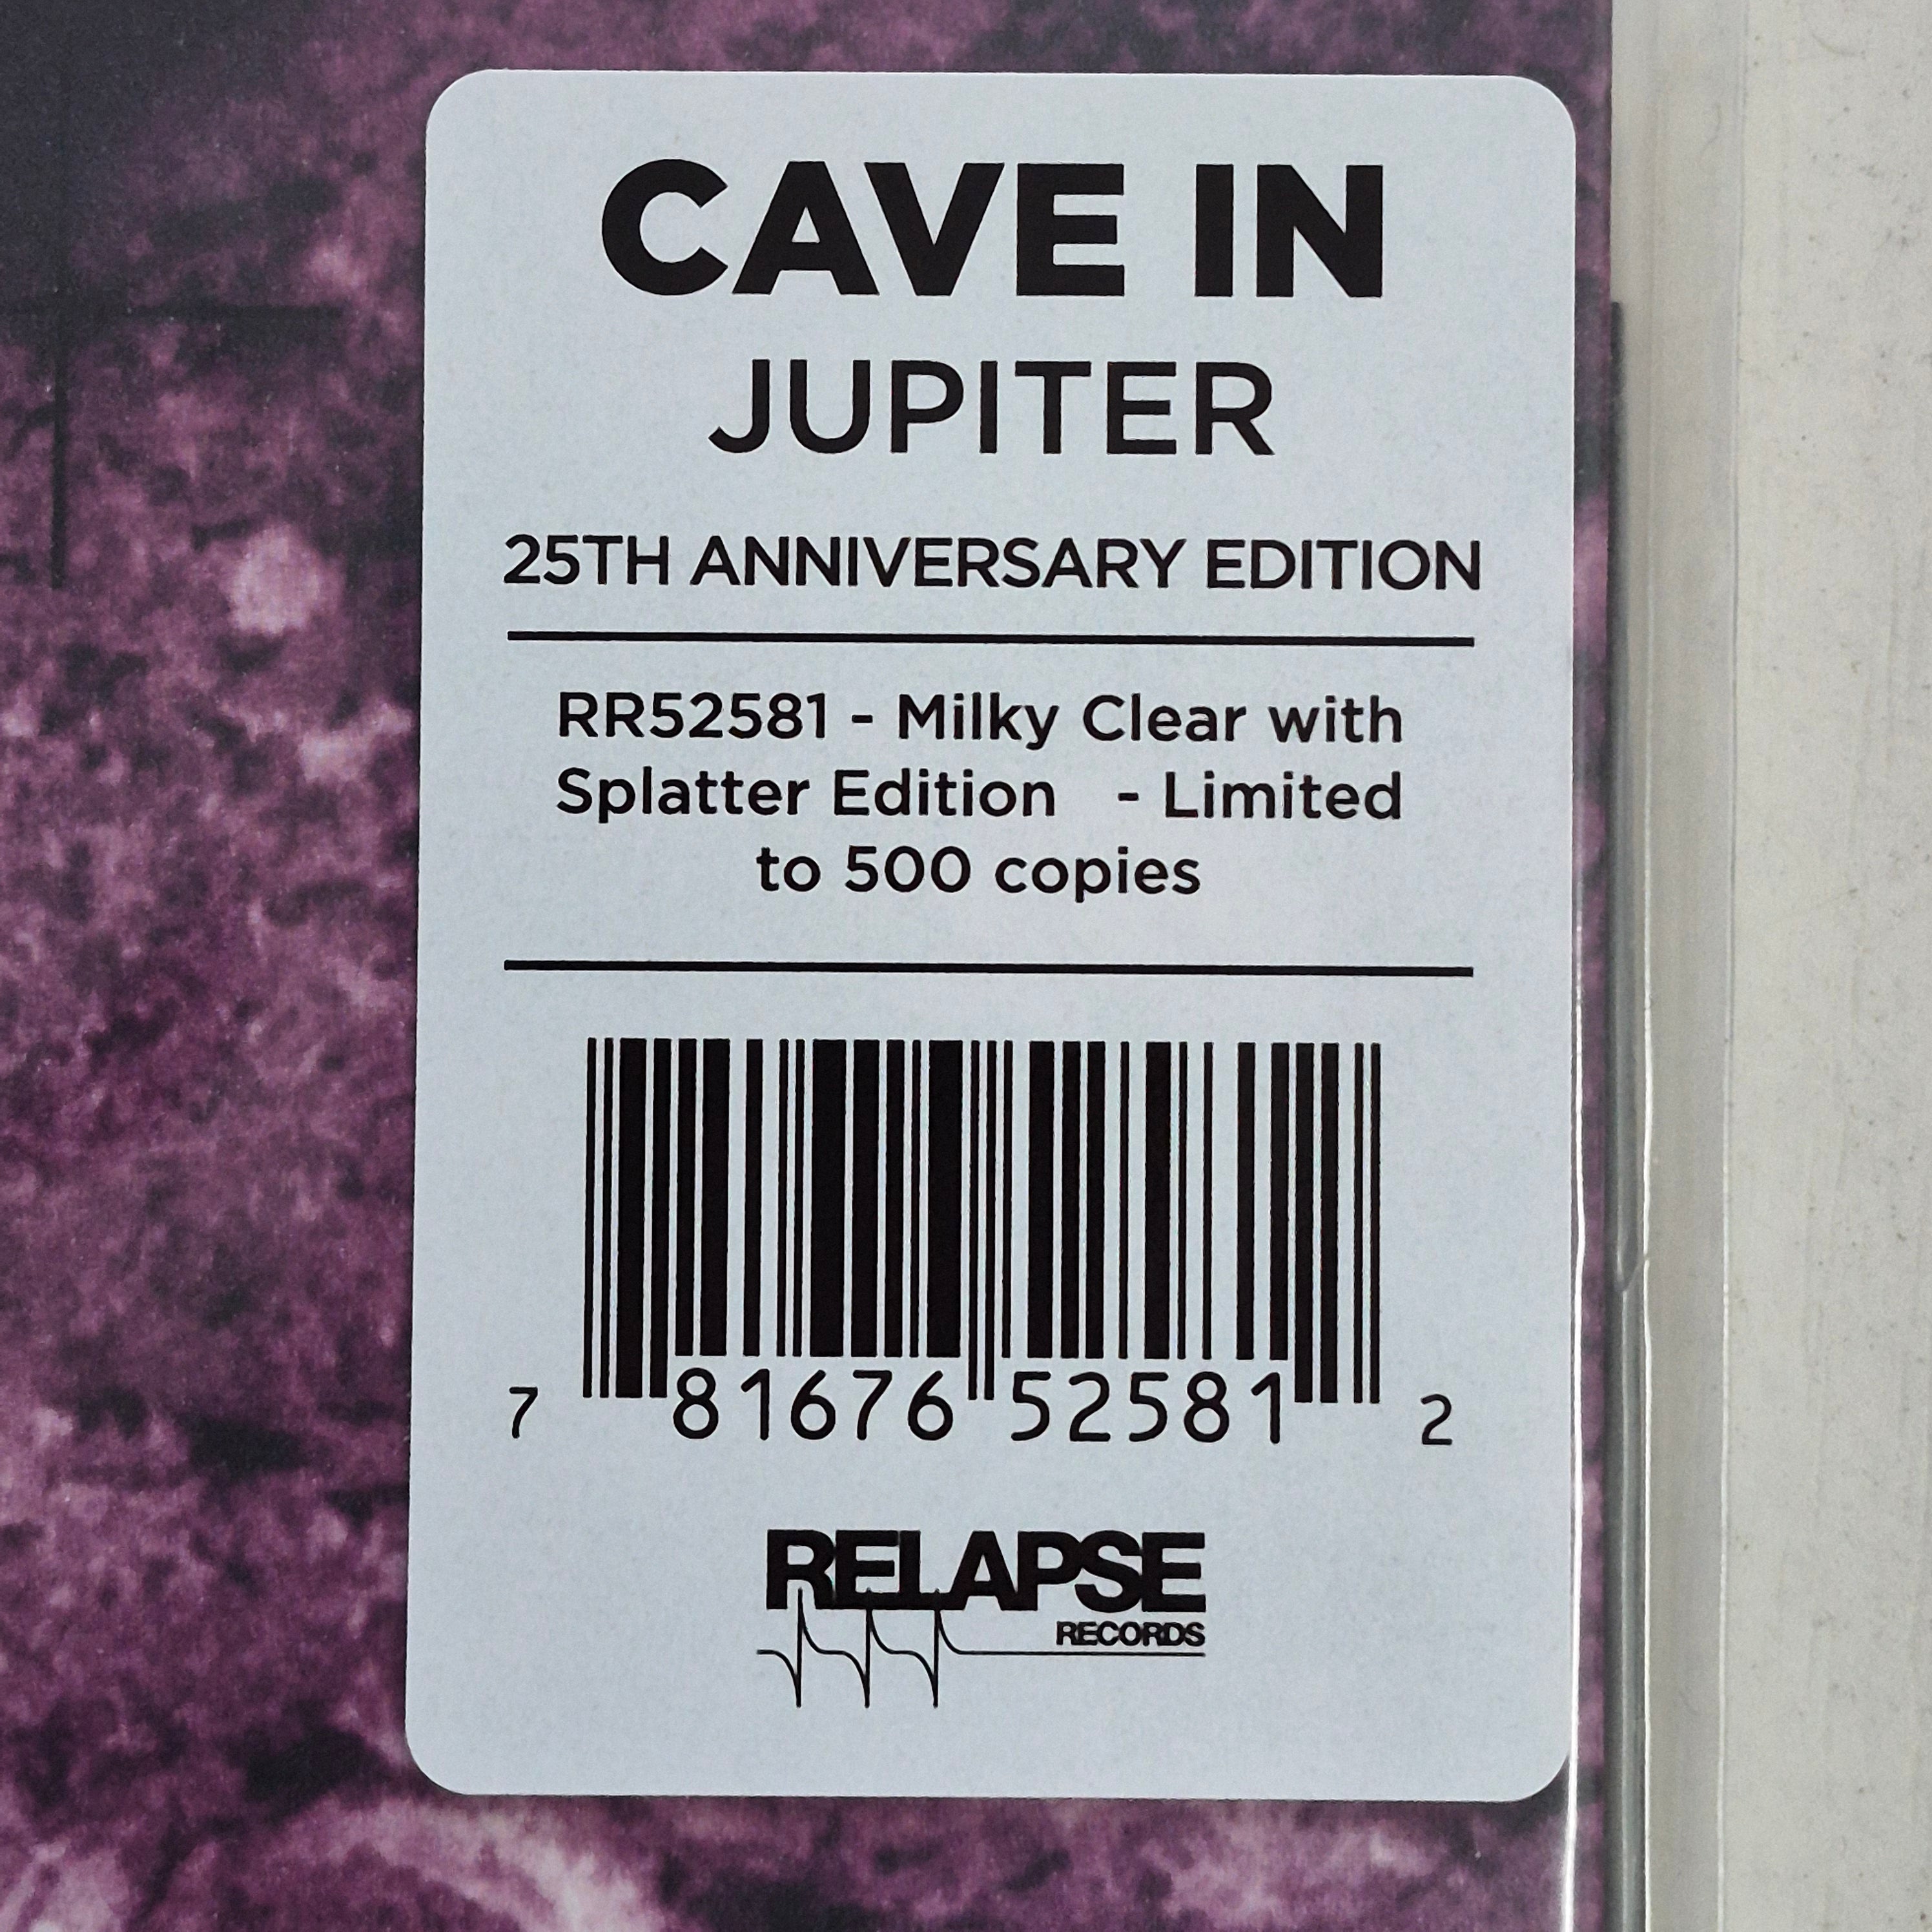 CAVE IN
JUPITER
25TH ANNIVERSARY EDITION
RR52581 - Milky Clear with
Splatter Edition - Limited
to 500 copies
7 81676 52581 2
RELAPSE
RECORDS